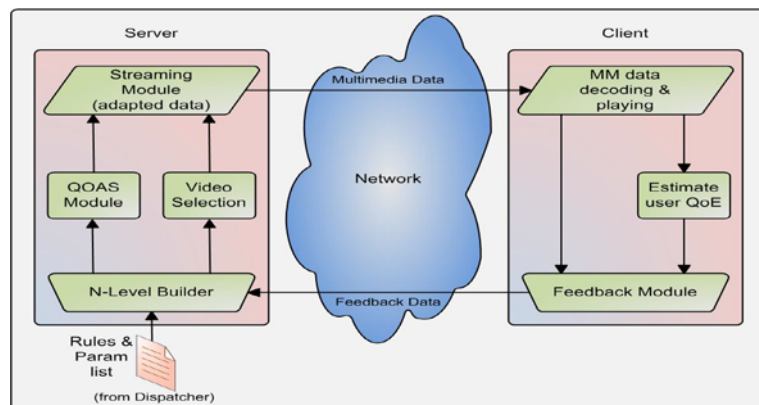 Server
Client
Streaming
Module
(adapted data)
Multimedia Data
MM data
decoding &
playing
QOAS
Module
Video
Selection
Network
Estimate
user QoE
N-Level Builder
Feedback Data
Feedback Module
Rules &
Param
list
(from Dispatcher)